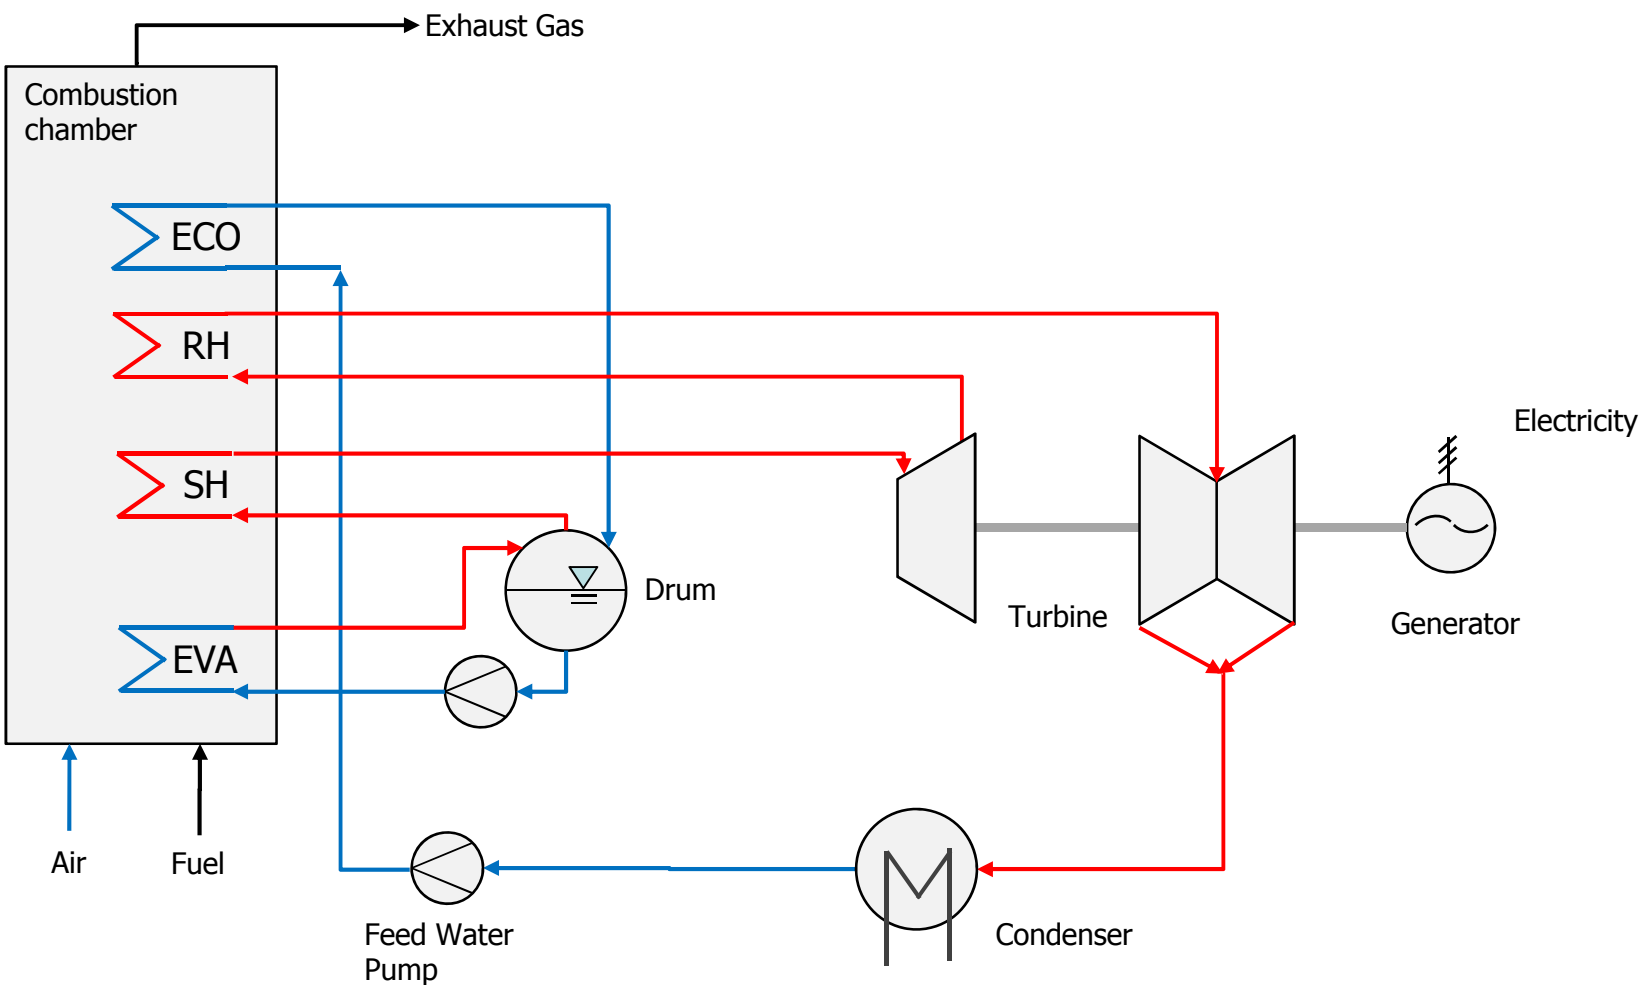 Exhaust Gas
Combustion
chamber
ECO
RH
SH
EVA
Drum
Turbine
Electricity
Generator
Air
Fuel
Feed Water
Pump
Condenser